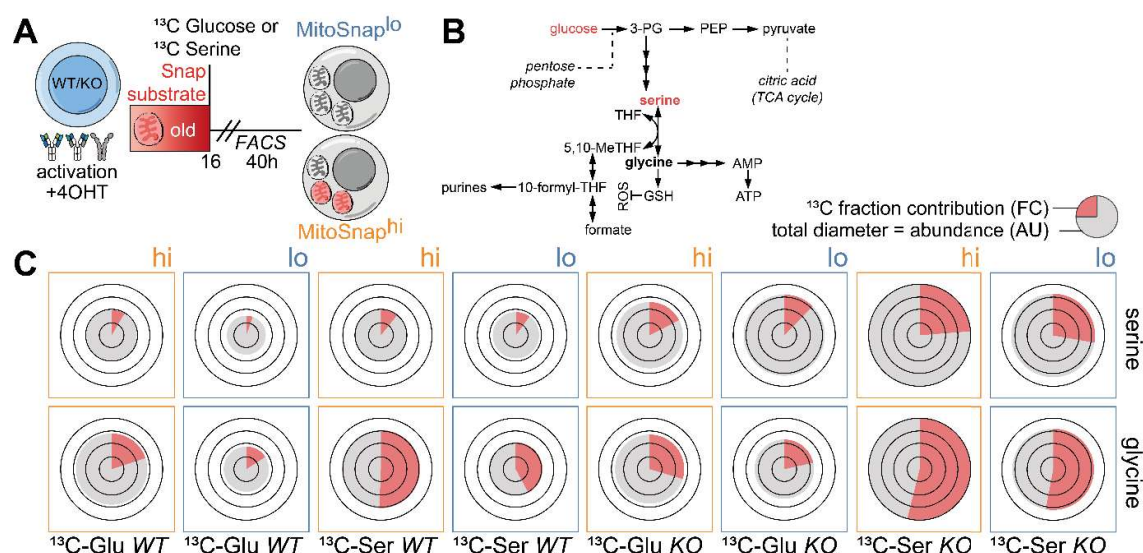 A
¹³C Glucose or
¹³C Serine
WT/KO
Snap
substrate
old
16
FACS
40h
activation
+4OHT
MitoSnapˡᵒ
MitoSnapʰⁱ
B
glucose
3-PG
PEP
pyruvate
pentose
phosphate
citric acid
(TCA cycle)
serine
THF
5,10-MeTHF
glycine
AMP
purines
10-formyl-THF
ROS
GSH
ATP
formate
¹³C fraction contribution (FC)
total diameter = abundance (AU)
C
hi lo hi lo hi lo hi lo
serine
glycine
¹³C-Glu WT ¹³C-Glu WT ¹³C-Ser WT ¹³C-Ser WT ¹³C-Glu KO ¹³C-Glu KO ¹³C-Ser KO ¹³C-Ser KO